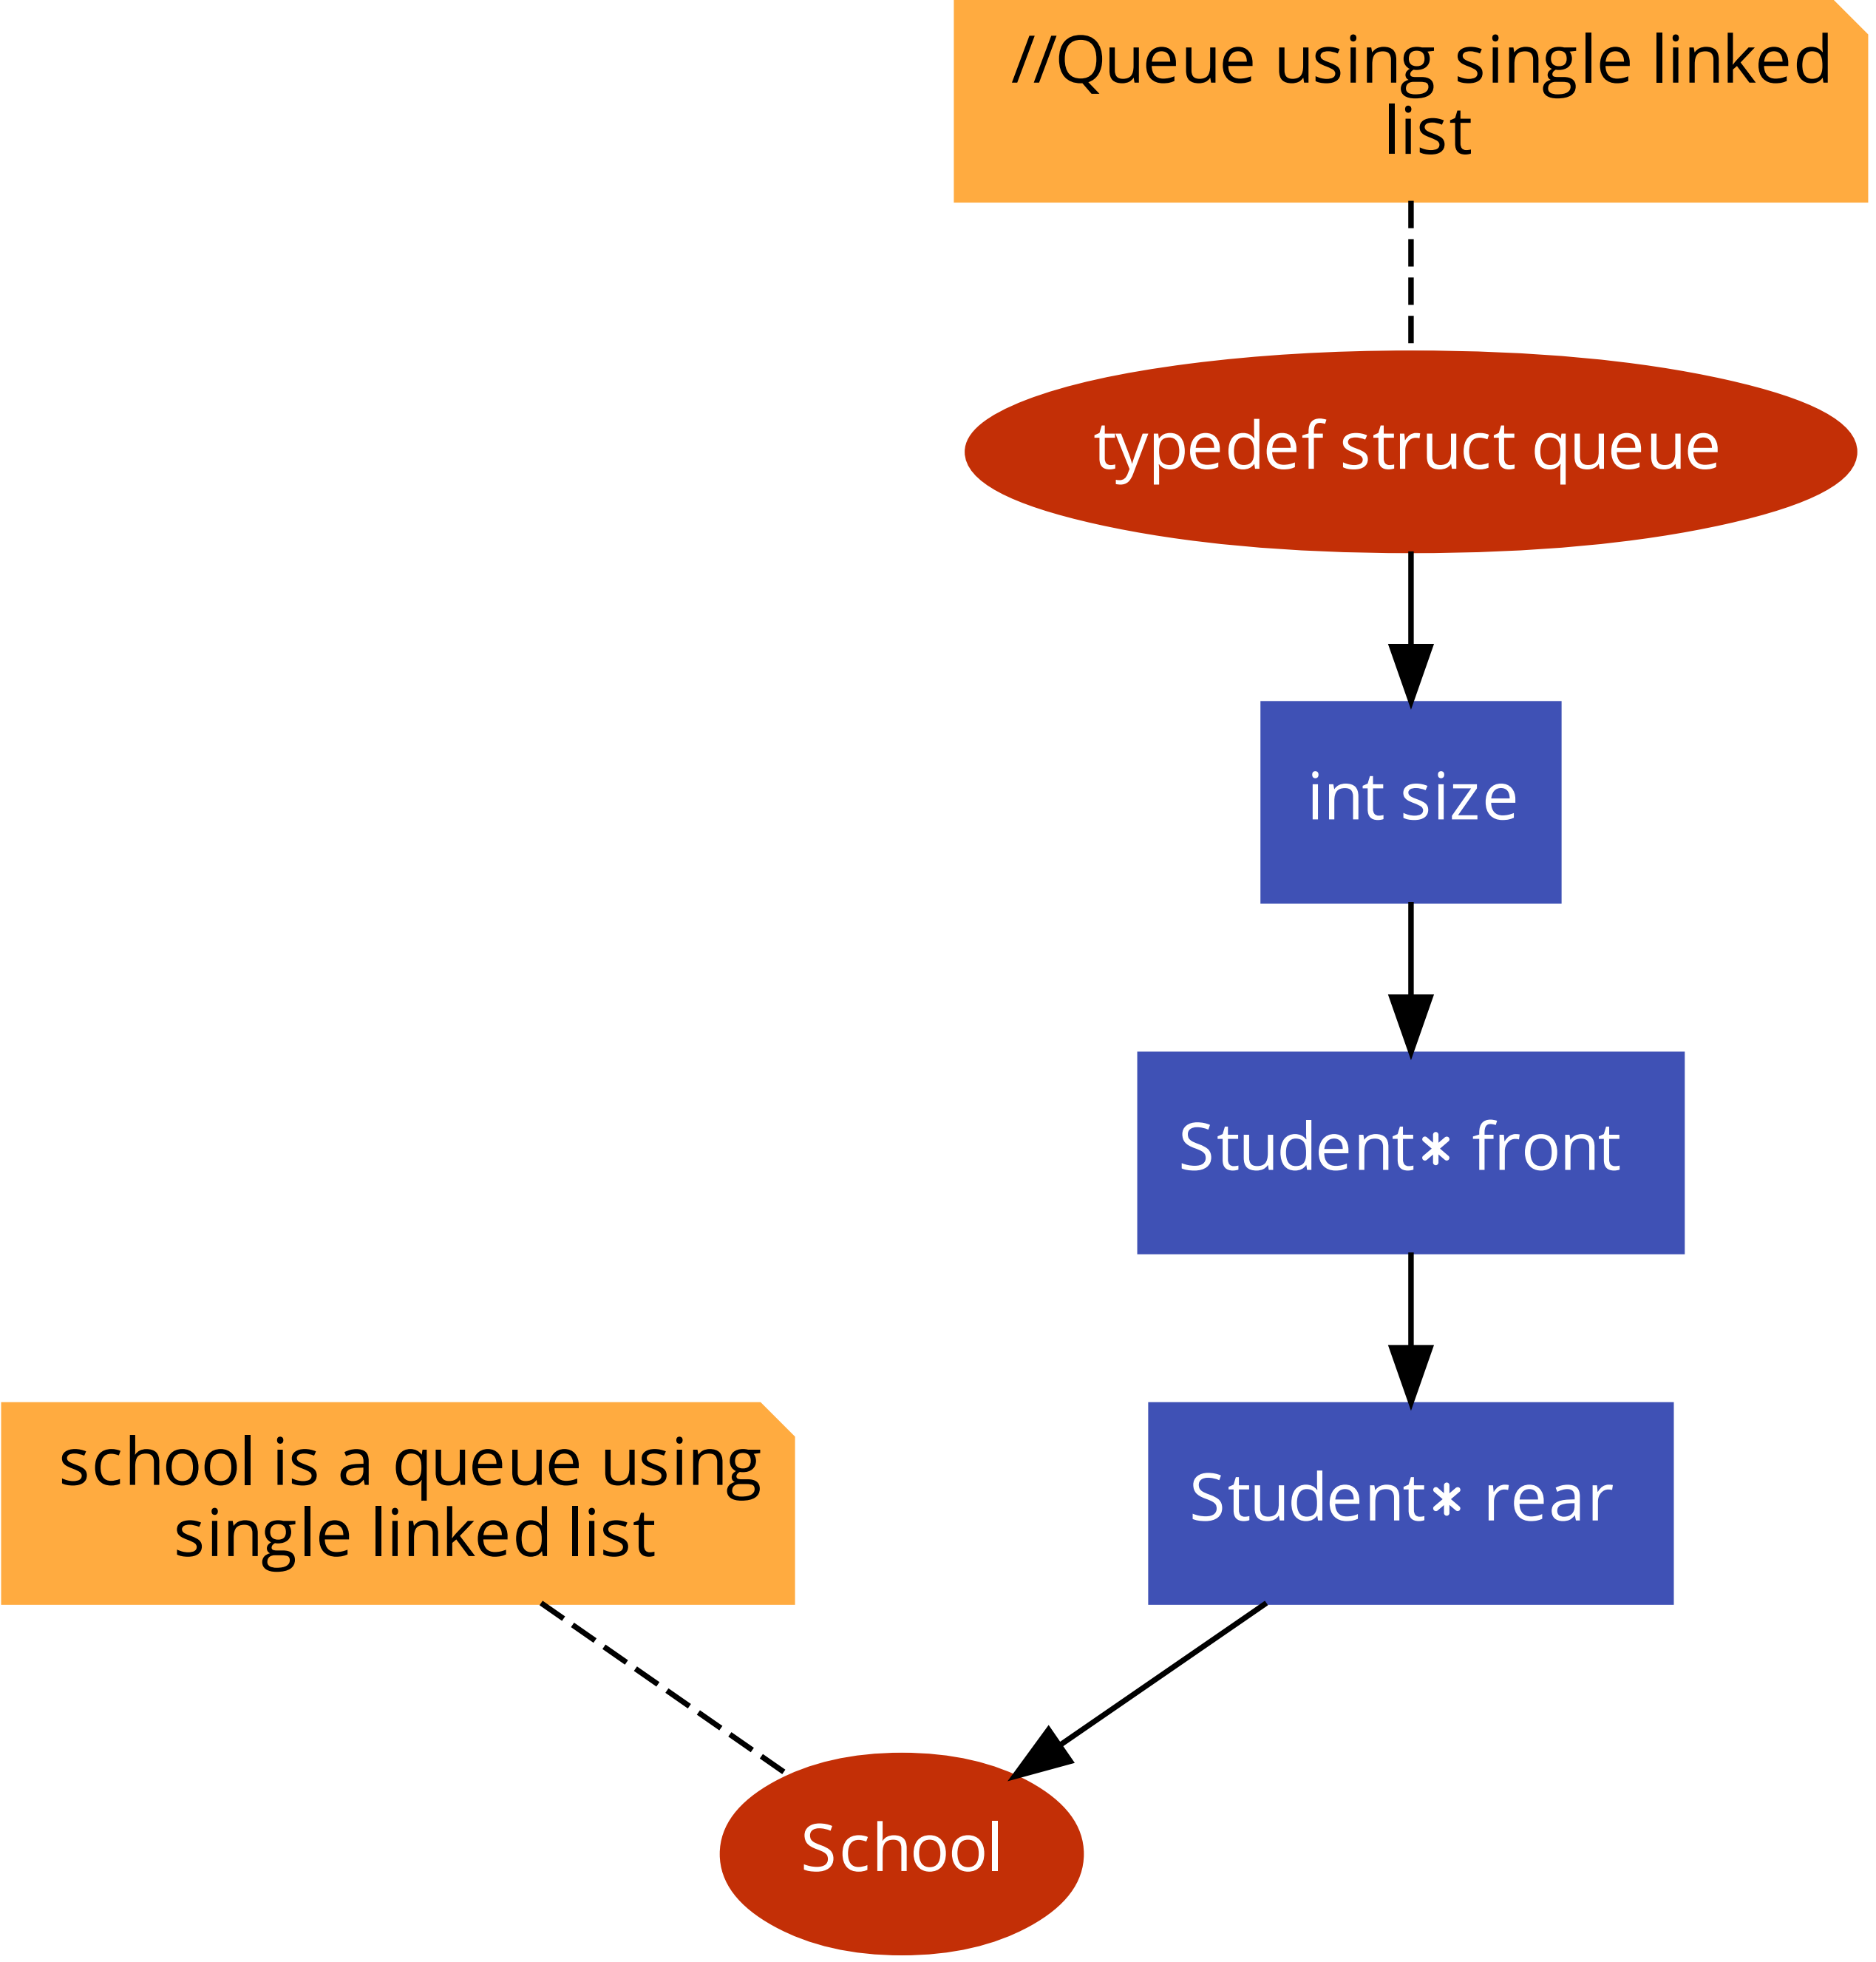 //Queue using single linked
list
typedef struct queue
int size
Student* front
Student* rear
school is a queue using
single linked list
School